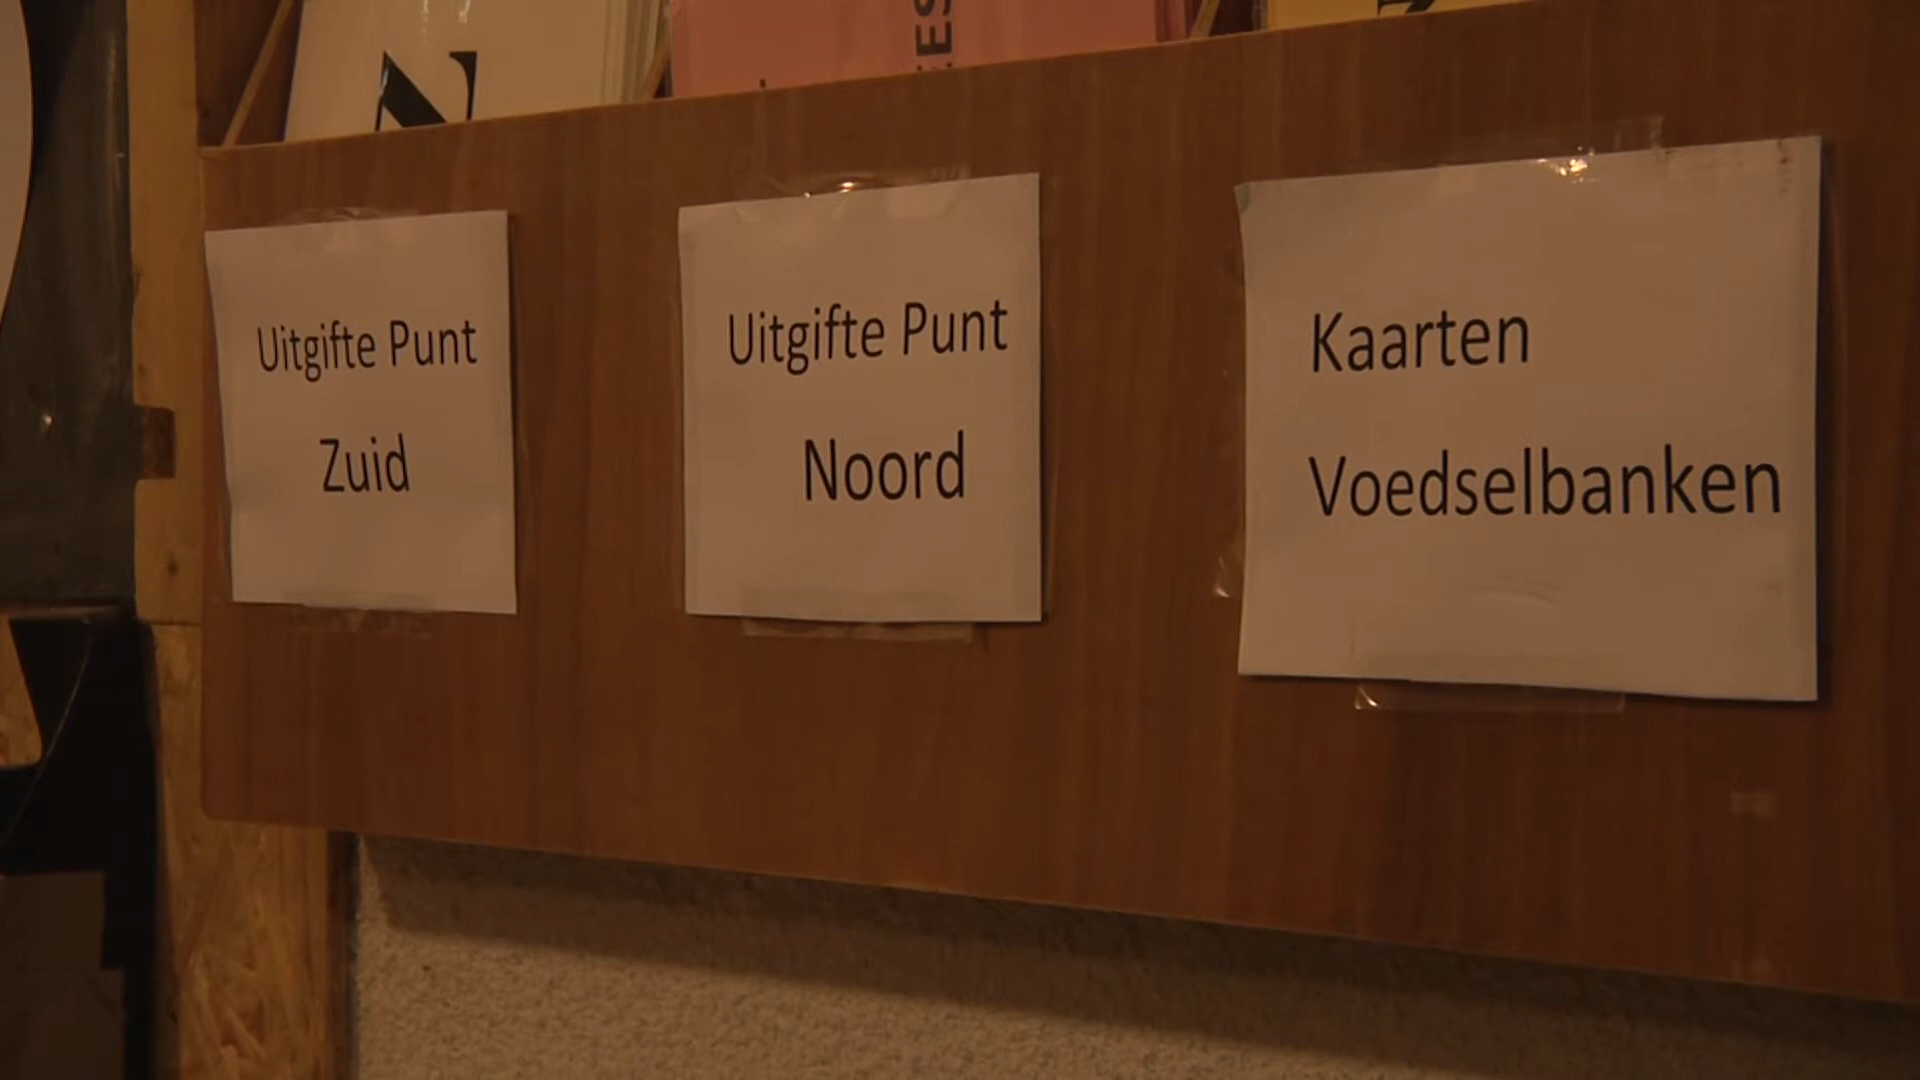 Uitgifte Punt
Zuid
Uitgifte Punt
Noord
Kaarten
Voedselbanken